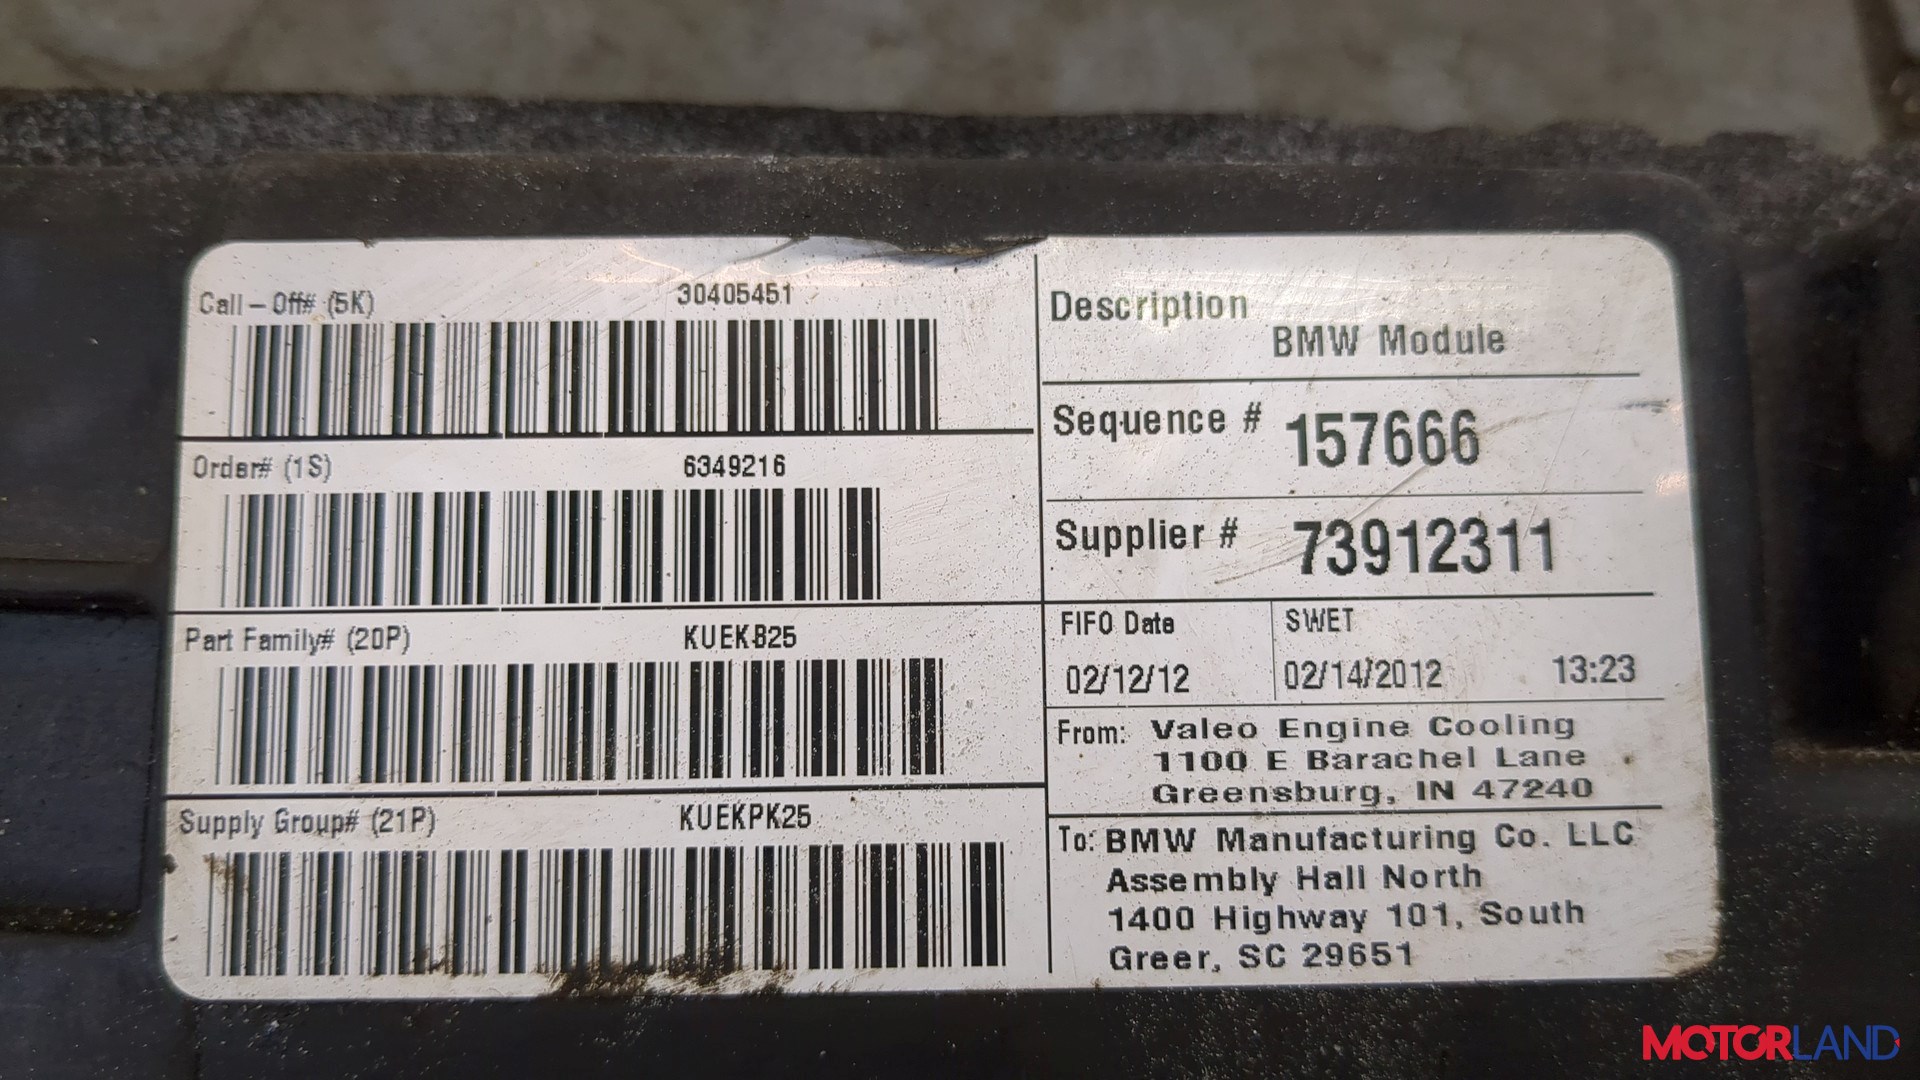 Call - Off# (5K) 30405451
Order# (1S) 6349216
Part Family# (20P) KUEKB25
Supply Group# (21P) KUEKPK25
Description
BMW Module
Sequence # 157666
Supplier # 73912311
FIFO Date
02/12/12
SWET
02/14/2012 13:23
From: Valeo Engine Cooling
1100 E Barachel Lane
Greensburg, IN 47240
To: BMW Manufacturing Co. LLC
Assembly Hall North
1400 Highway 101, South
Greer, SC 29651
MOTORLAND